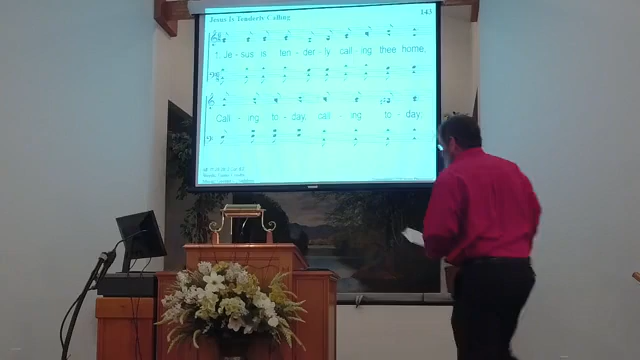 Jesus Is Tenderly Calling 143
1. Je - sus is ten - der - ly call - ing thee home,
Call - ing to - day, call - ing to - day;